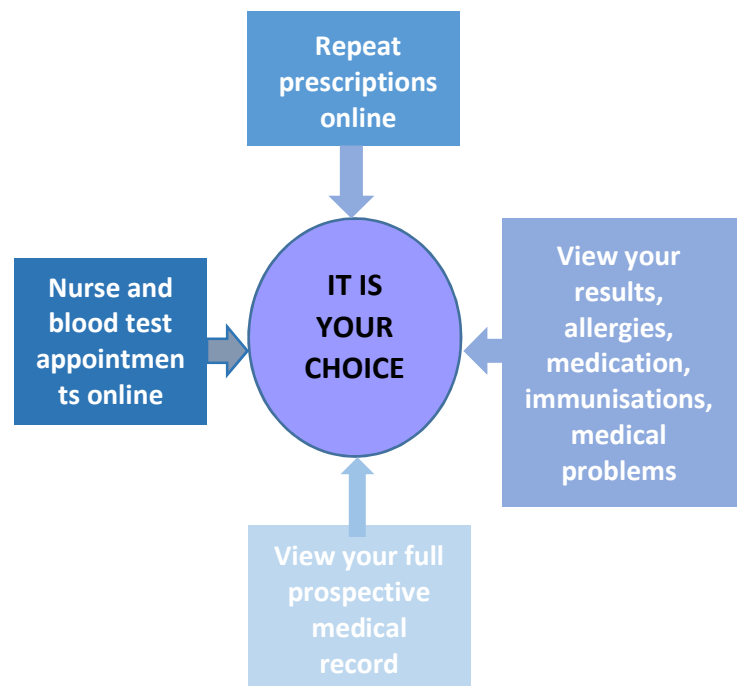 Repeat
prescriptions
online
Nurse and
blood test
appointmen
ts online
IT IS
YOUR
CHOICE
View your
results,
allergies,
medication,
immunisations,
medical
problems
View your full
prospective
medical
record